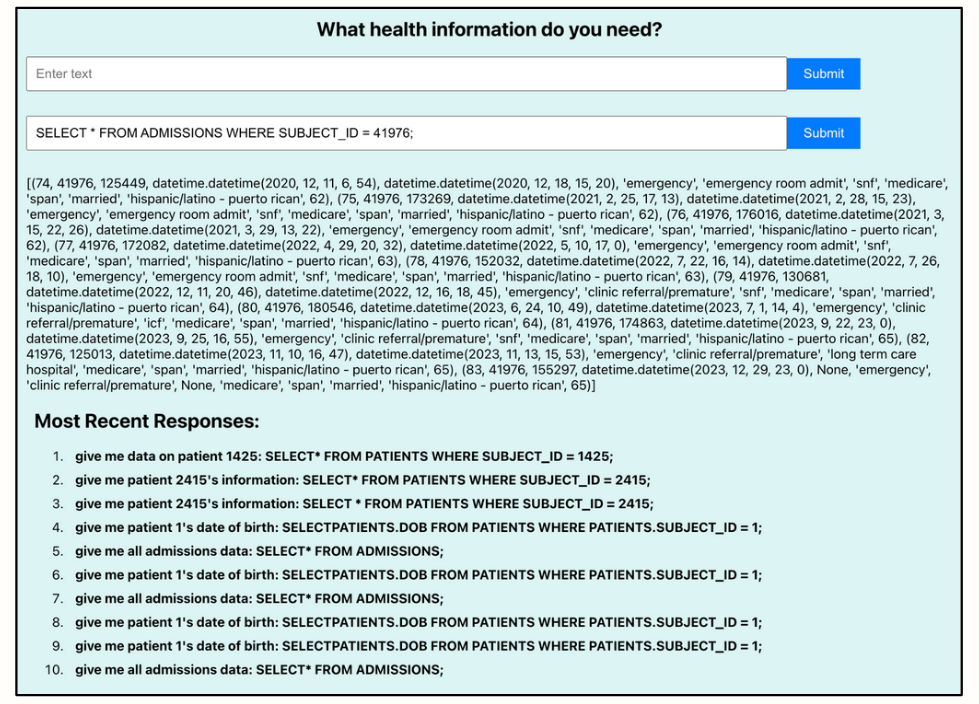 What health information do you need?
Enter text
Submit
SELECT * FROM ADMISSIONS WHERE SUBJECT_ID = 41976;
Submit
[(74, 41976, 125449, datetime.datetime(2020, 12, 11, 6, 54), datetime.datetime(2020, 12, 18, 15, 20), 'emergency', 'emergency room admit', 'snf', 'medicare',
'span', 'married', 'hispanic/latino - puerto rican', 62), (75, 41976, 173269, datetime.datetime(2021, 2, 25, 17, 13), datetime.datetime(2021, 2, 28, 15, 23),
'emergency', 'emergency room admit', 'snf', 'medicare', 'span', 'married', 'hispanic/latino - puerto rican', 62), (76, 41976, 176016, datetime.datetime(2021, 3,
15, 22, 26), datetime.datetime(2021, 3, 29, 13, 22), 'emergency', 'emergency room admit', 'snf', 'medicare', 'span', 'married', 'hispanic/latino - puerto rican',
62), (77, 41976, 172082, datetime.datetime(2022, 4, 29, 20, 32), datetime.datetime(2022, 5, 10, 17, 0), 'emergency', 'emergency room admit', 'snf',
'medicare', 'span', 'married', 'hispanic/latino - puerto rican', 63), (78, 41976, 152032, datetime.datetime(2022, 7, 22, 16, 14), datetime.datetime(2022, 7, 26,
18, 10), 'emergency', 'emergency room admit', 'snf', 'medicare', 'span', 'married', 'hispanic/latino - puerto rican', 63), (79, 41976, 130681,
datetime.datetime(2022, 12, 11, 20, 46), datetime.datetime(2022, 12, 16, 18, 45), 'emergency', 'clinic referral/premature', 'snf', 'medicare', 'span', 'married',
'hispanic/latino - puerto rican', 64), (80, 41976, 180546, datetime.datetime(2023, 6, 24, 10, 49), datetime.datetime(2023, 7, 1, 14, 4), 'emergency', 'clinic
referral/premature', 'icf', 'medicare', 'span', 'married', 'hispanic/latino - puerto rican', 64), (81, 41976, 174863, datetime.datetime(2023, 9, 22, 23, 0),
datetime.datetime(2023, 9, 25, 16, 55), 'emergency', 'clinic referral/premature', 'snf', 'medicare', 'span', 'married', 'hispanic/latino - puerto rican', 65), (82,
41976, 125013, datetime.datetime(2023, 11, 10, 16, 47), datetime.datetime(2023, 11, 13, 15, 53), 'emergency', 'clinic referral/premature', 'long term care
hospital', 'medicare', 'span', 'married', 'hispanic/latino - puerto rican', 65), (83, 41976, 155297, datetime.datetime(2023, 12, 29, 23, 0), None, 'emergency',
'clinic referral/premature', None, 'medicare', 'span', 'married', 'hispanic/latino - puerto rican', 65)]
Most Recent Responses:
1. give me data on patient 1425: SELECT* FROM PATIENTS WHERE SUBJECT_ID = 1425;
2. give me patient 2415's information: SELECT* FROM PATIENTS WHERE SUBJECT_ID = 2415;
3. give me patient 2415's information: SELECT * FROM PATIENTS WHERE SUBJECT_ID = 2415;
4. give me patient 1's date of birth: SELECTPATIENTS.DOB FROM PATIENTS WHERE PATIENTS.SUBJECT_ID = 1;
5. give me all admissions data: SELECT* FROM ADMISSIONS;
6. give me patient 1's date of birth: SELECTPATIENTS.DOB FROM PATIENTS WHERE PATIENTS.SUBJECT_ID = 1;
7. give me all admissions data: SELECT* FROM ADMISSIONS;
8. give me patient 1's date of birth: SELECTPATIENTS.DOB FROM PATIENTS WHERE PATIENTS.SUBJECT_ID = 1;
9. give me patient 1's date of birth: SELECTPATIENTS.DOB FROM PATIENTS WHERE PATIENTS.SUBJECT_ID = 1;
10. give me all admissions data: SELECT* FROM ADMISSIONS;